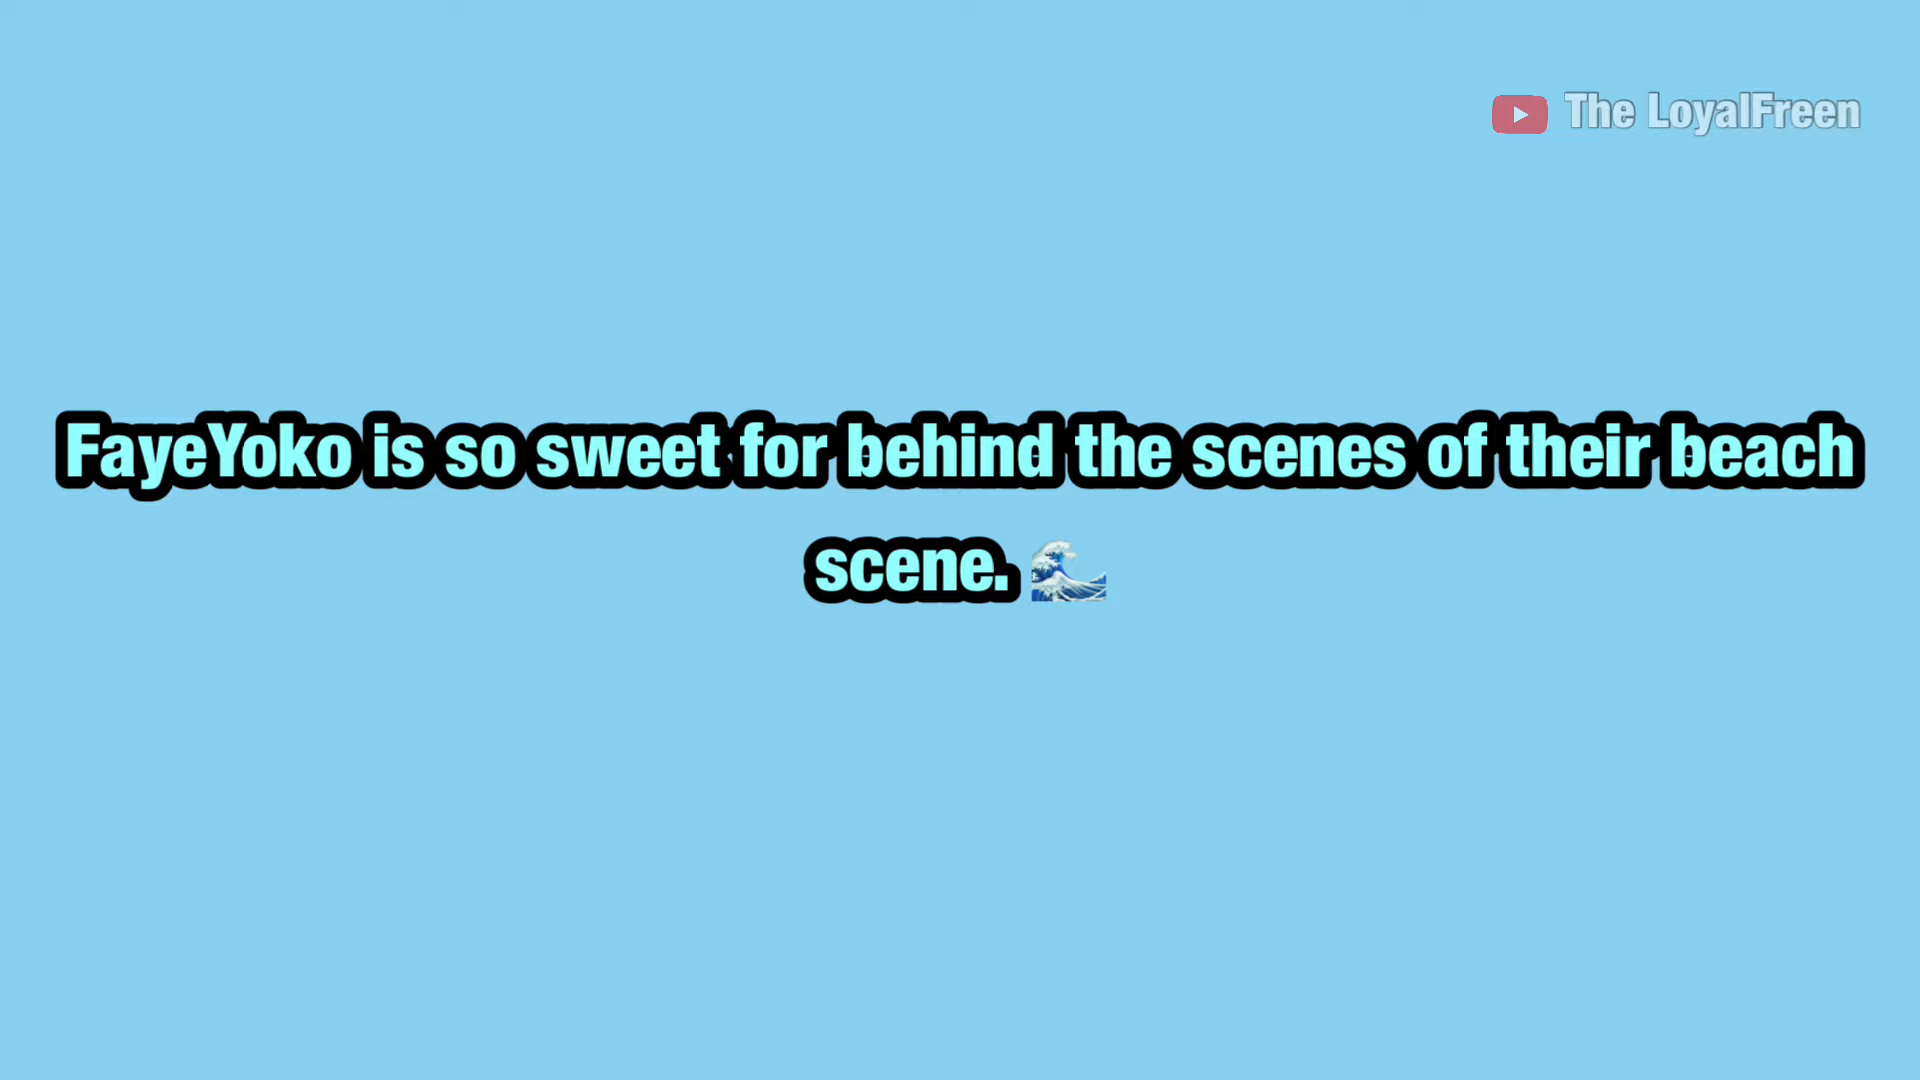 The LoyalFreen
FayeYoko is so sweet for behind the scenes of their beach
scene. 🌊